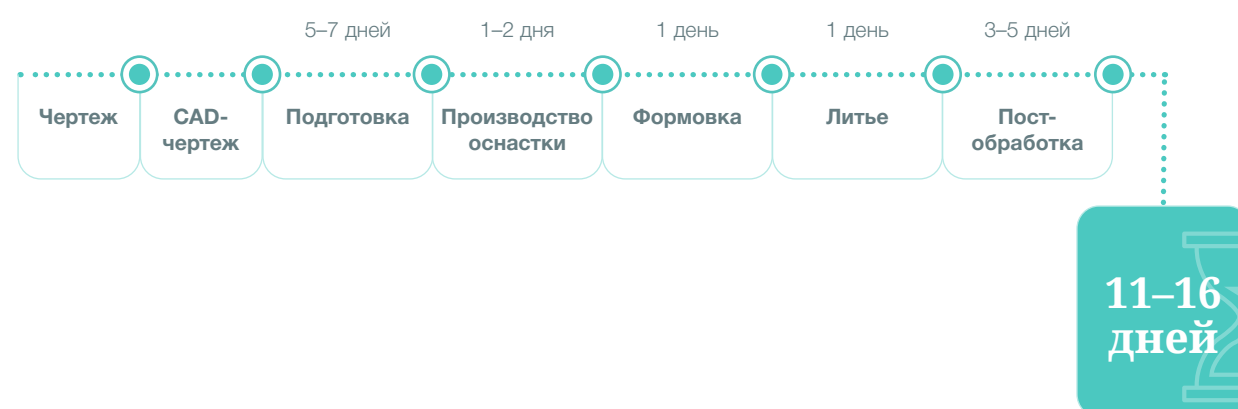 5–7 дней
1–2 дня
1 день
1 день
3–5 дней
Чертеж
CAD-
чертеж
Подготовка
Производство
оснастки
Формовка
Литье
Пост-
обработка
11–16
дней